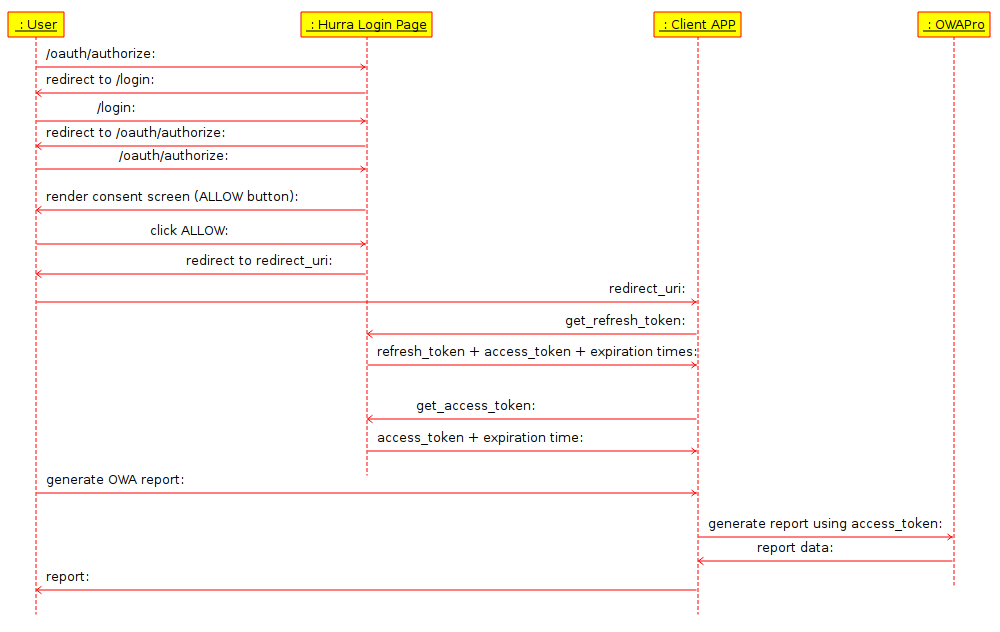 : User
: Hurra Login Page
: Client APP
: OWAPro
/oauth/authorize:
redirect to /login:
/login:
redirect to /oauth/authorize:
/oauth/authorize:
render consent screen (ALLOW button):
click ALLOW:
redirect to redirect_uri:
redirect_uri:
get_refresh_token:
refresh_token + access_token + expiration times:
get_access_token:
access_token + expiration time:
generate OWA report:
generate report using access_token:
report data:
report: